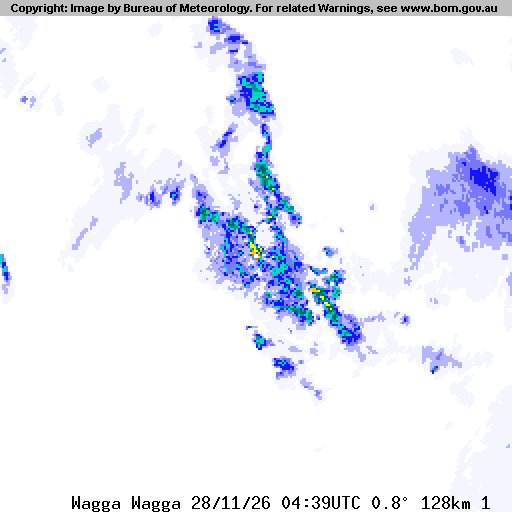 Copyright: Image by Bureau of Meteorology. For related Warnings, see www.bom.gov.au
Wagga Wagga 28/11/26 04:39UTC 0.8° 128km 1